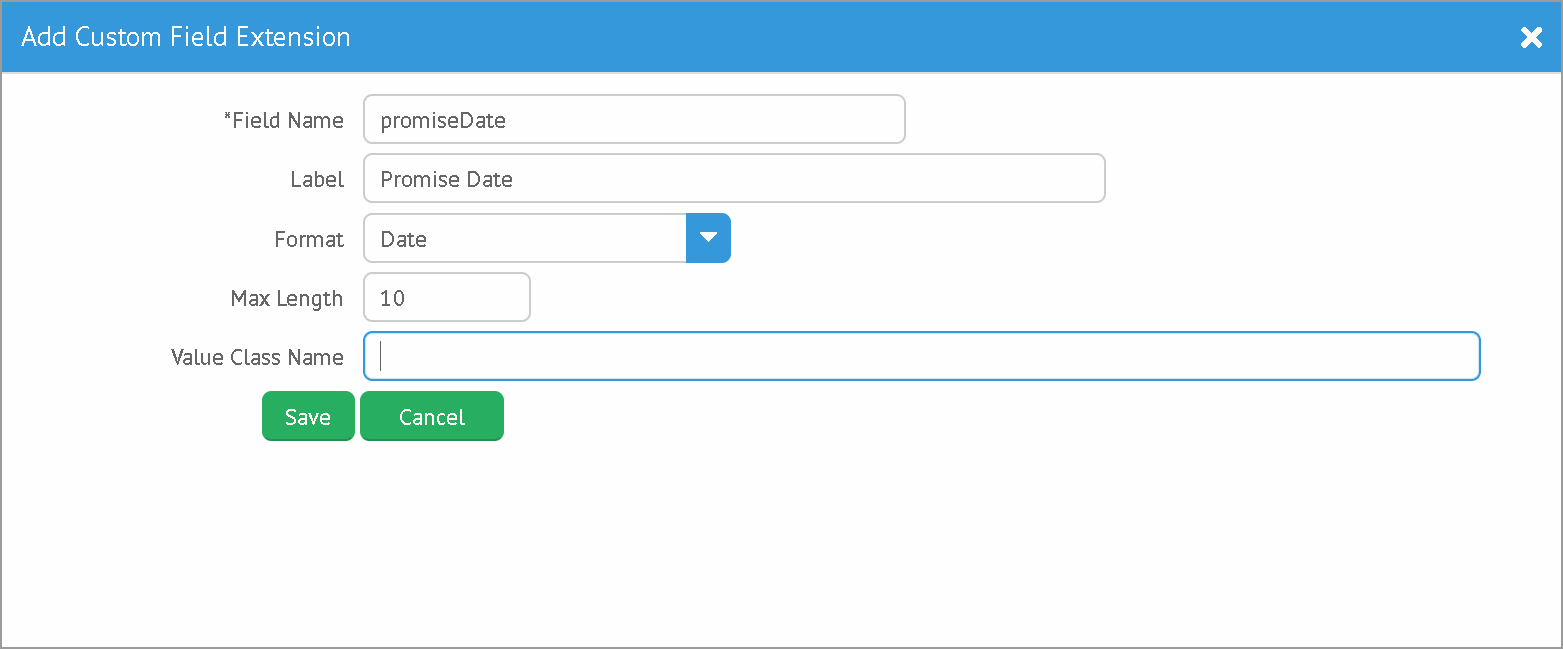 Add Custom Field Extension
*Field Name promiseDate
Label Promise Date
Format Date
Max Length 10
Value Class Name
Save Cancel